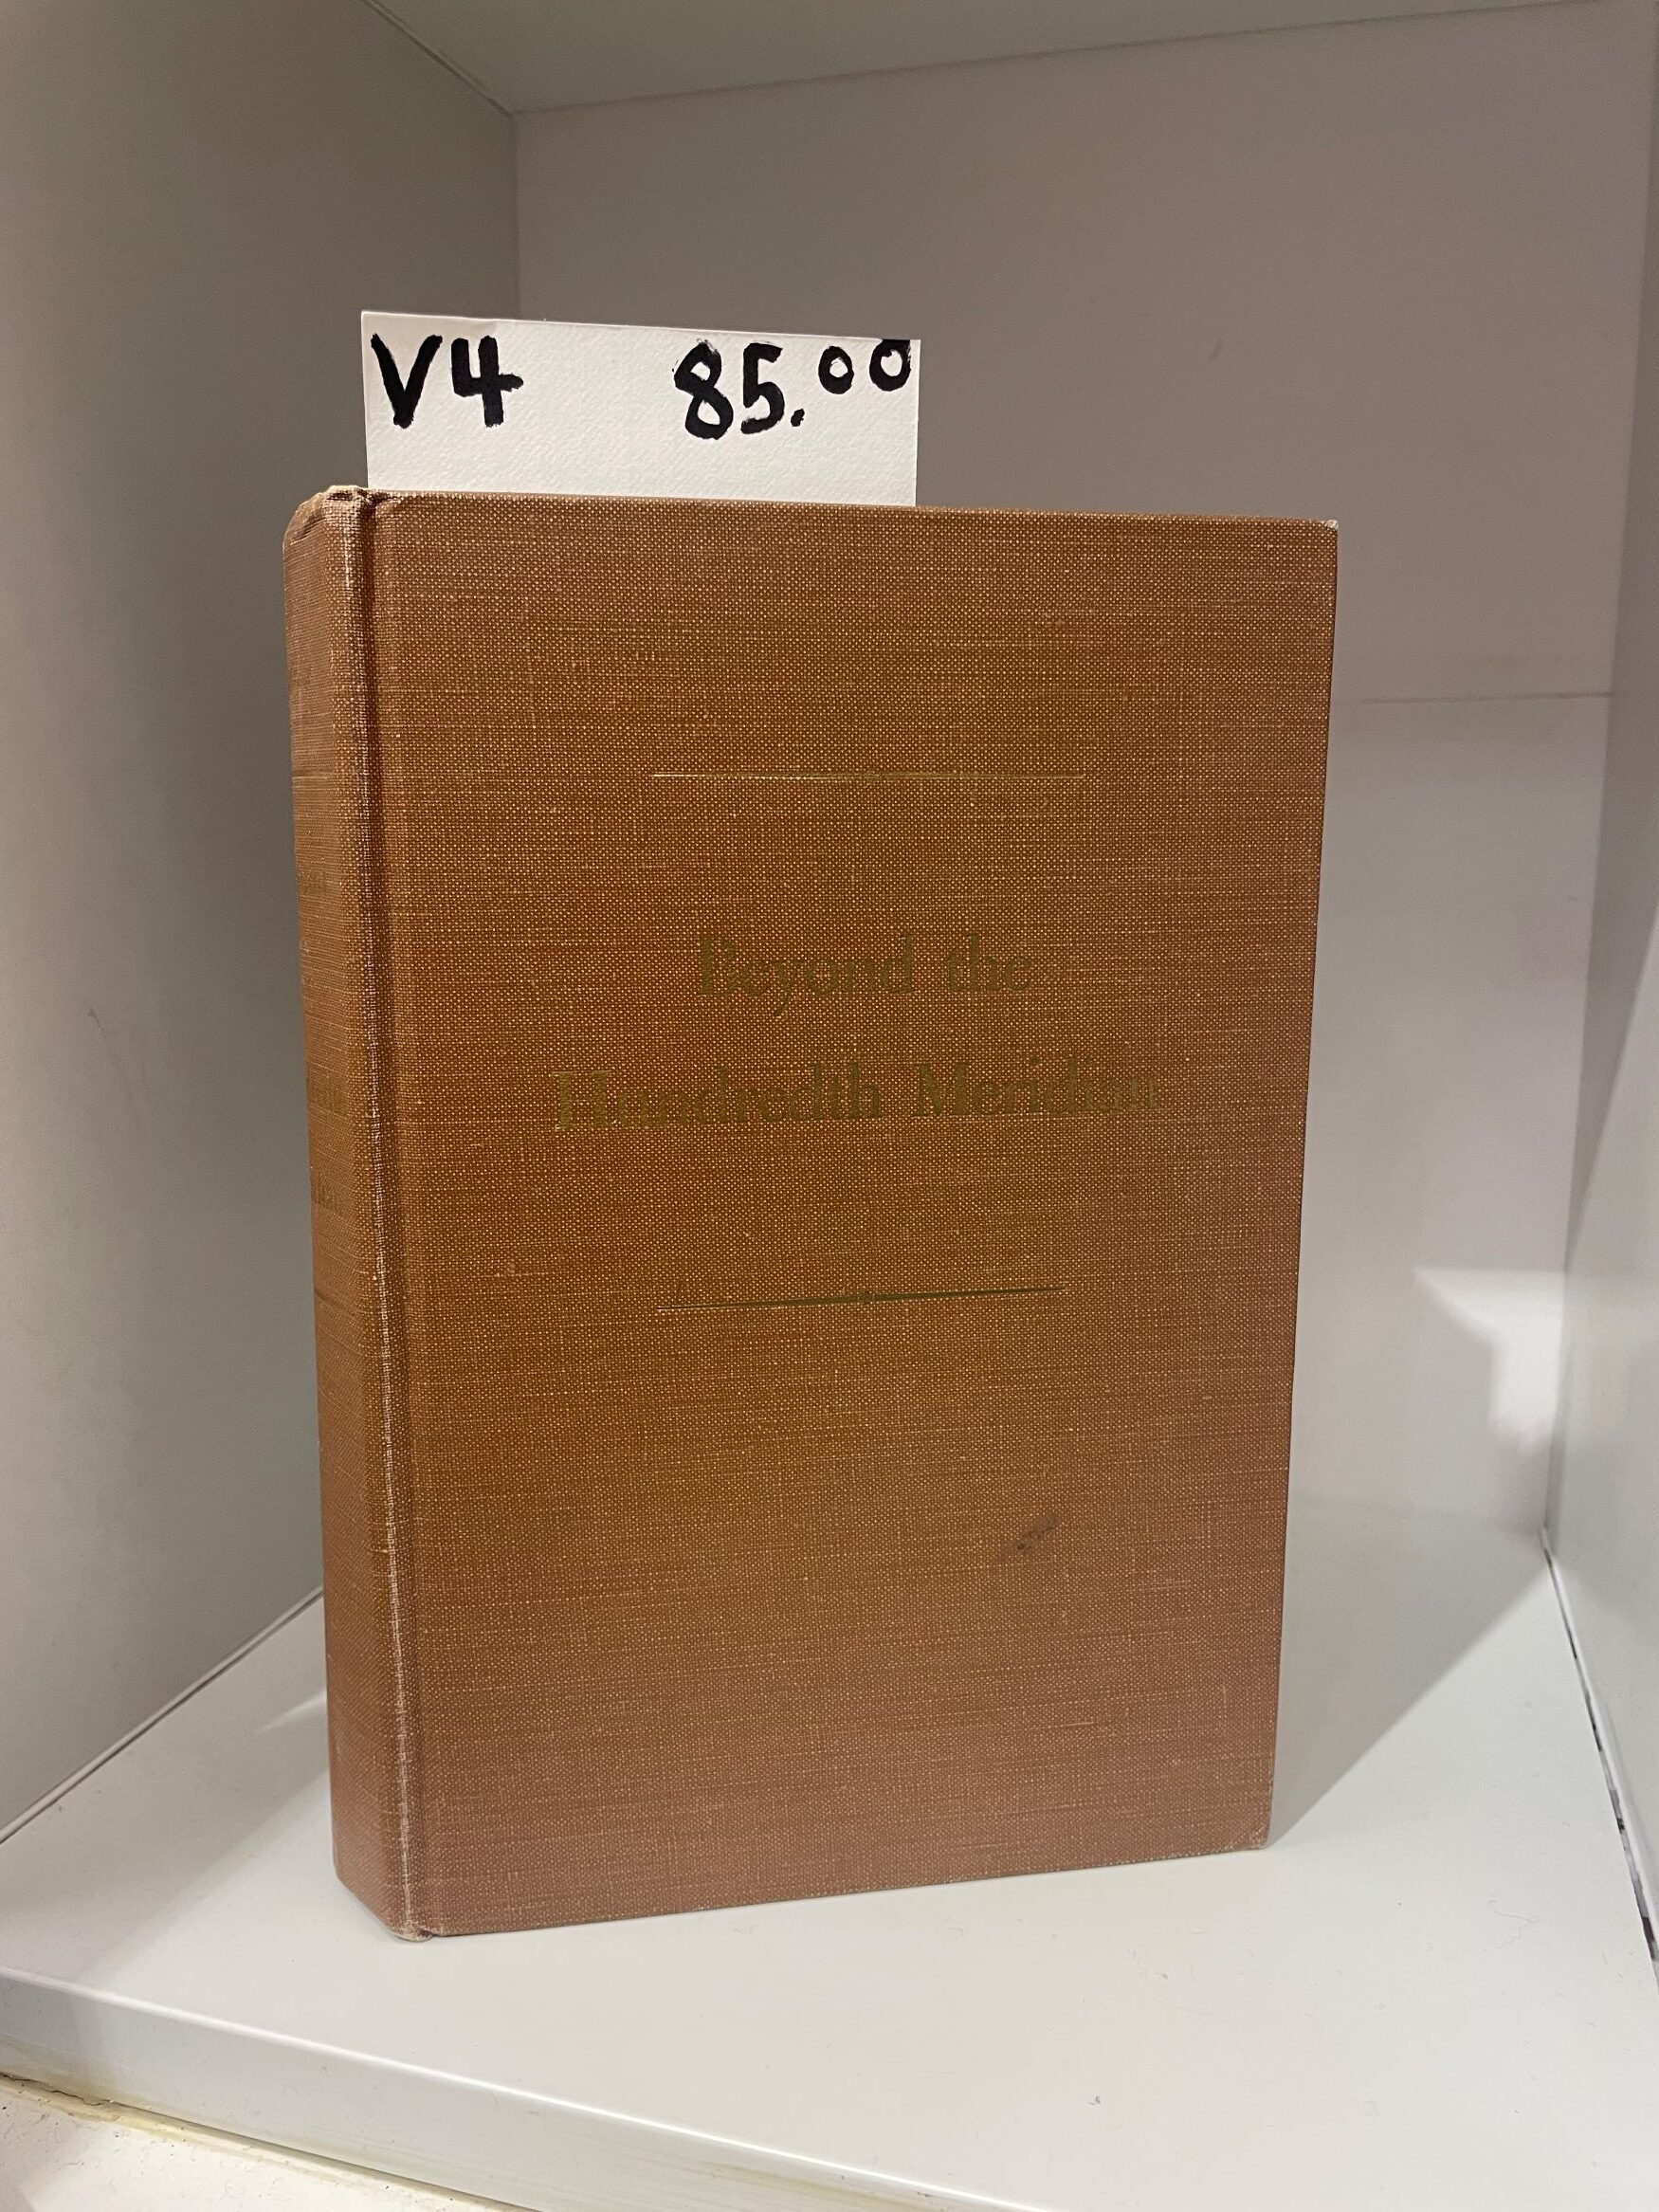 V4 85.00
Beyond the
Hundredth Meridian